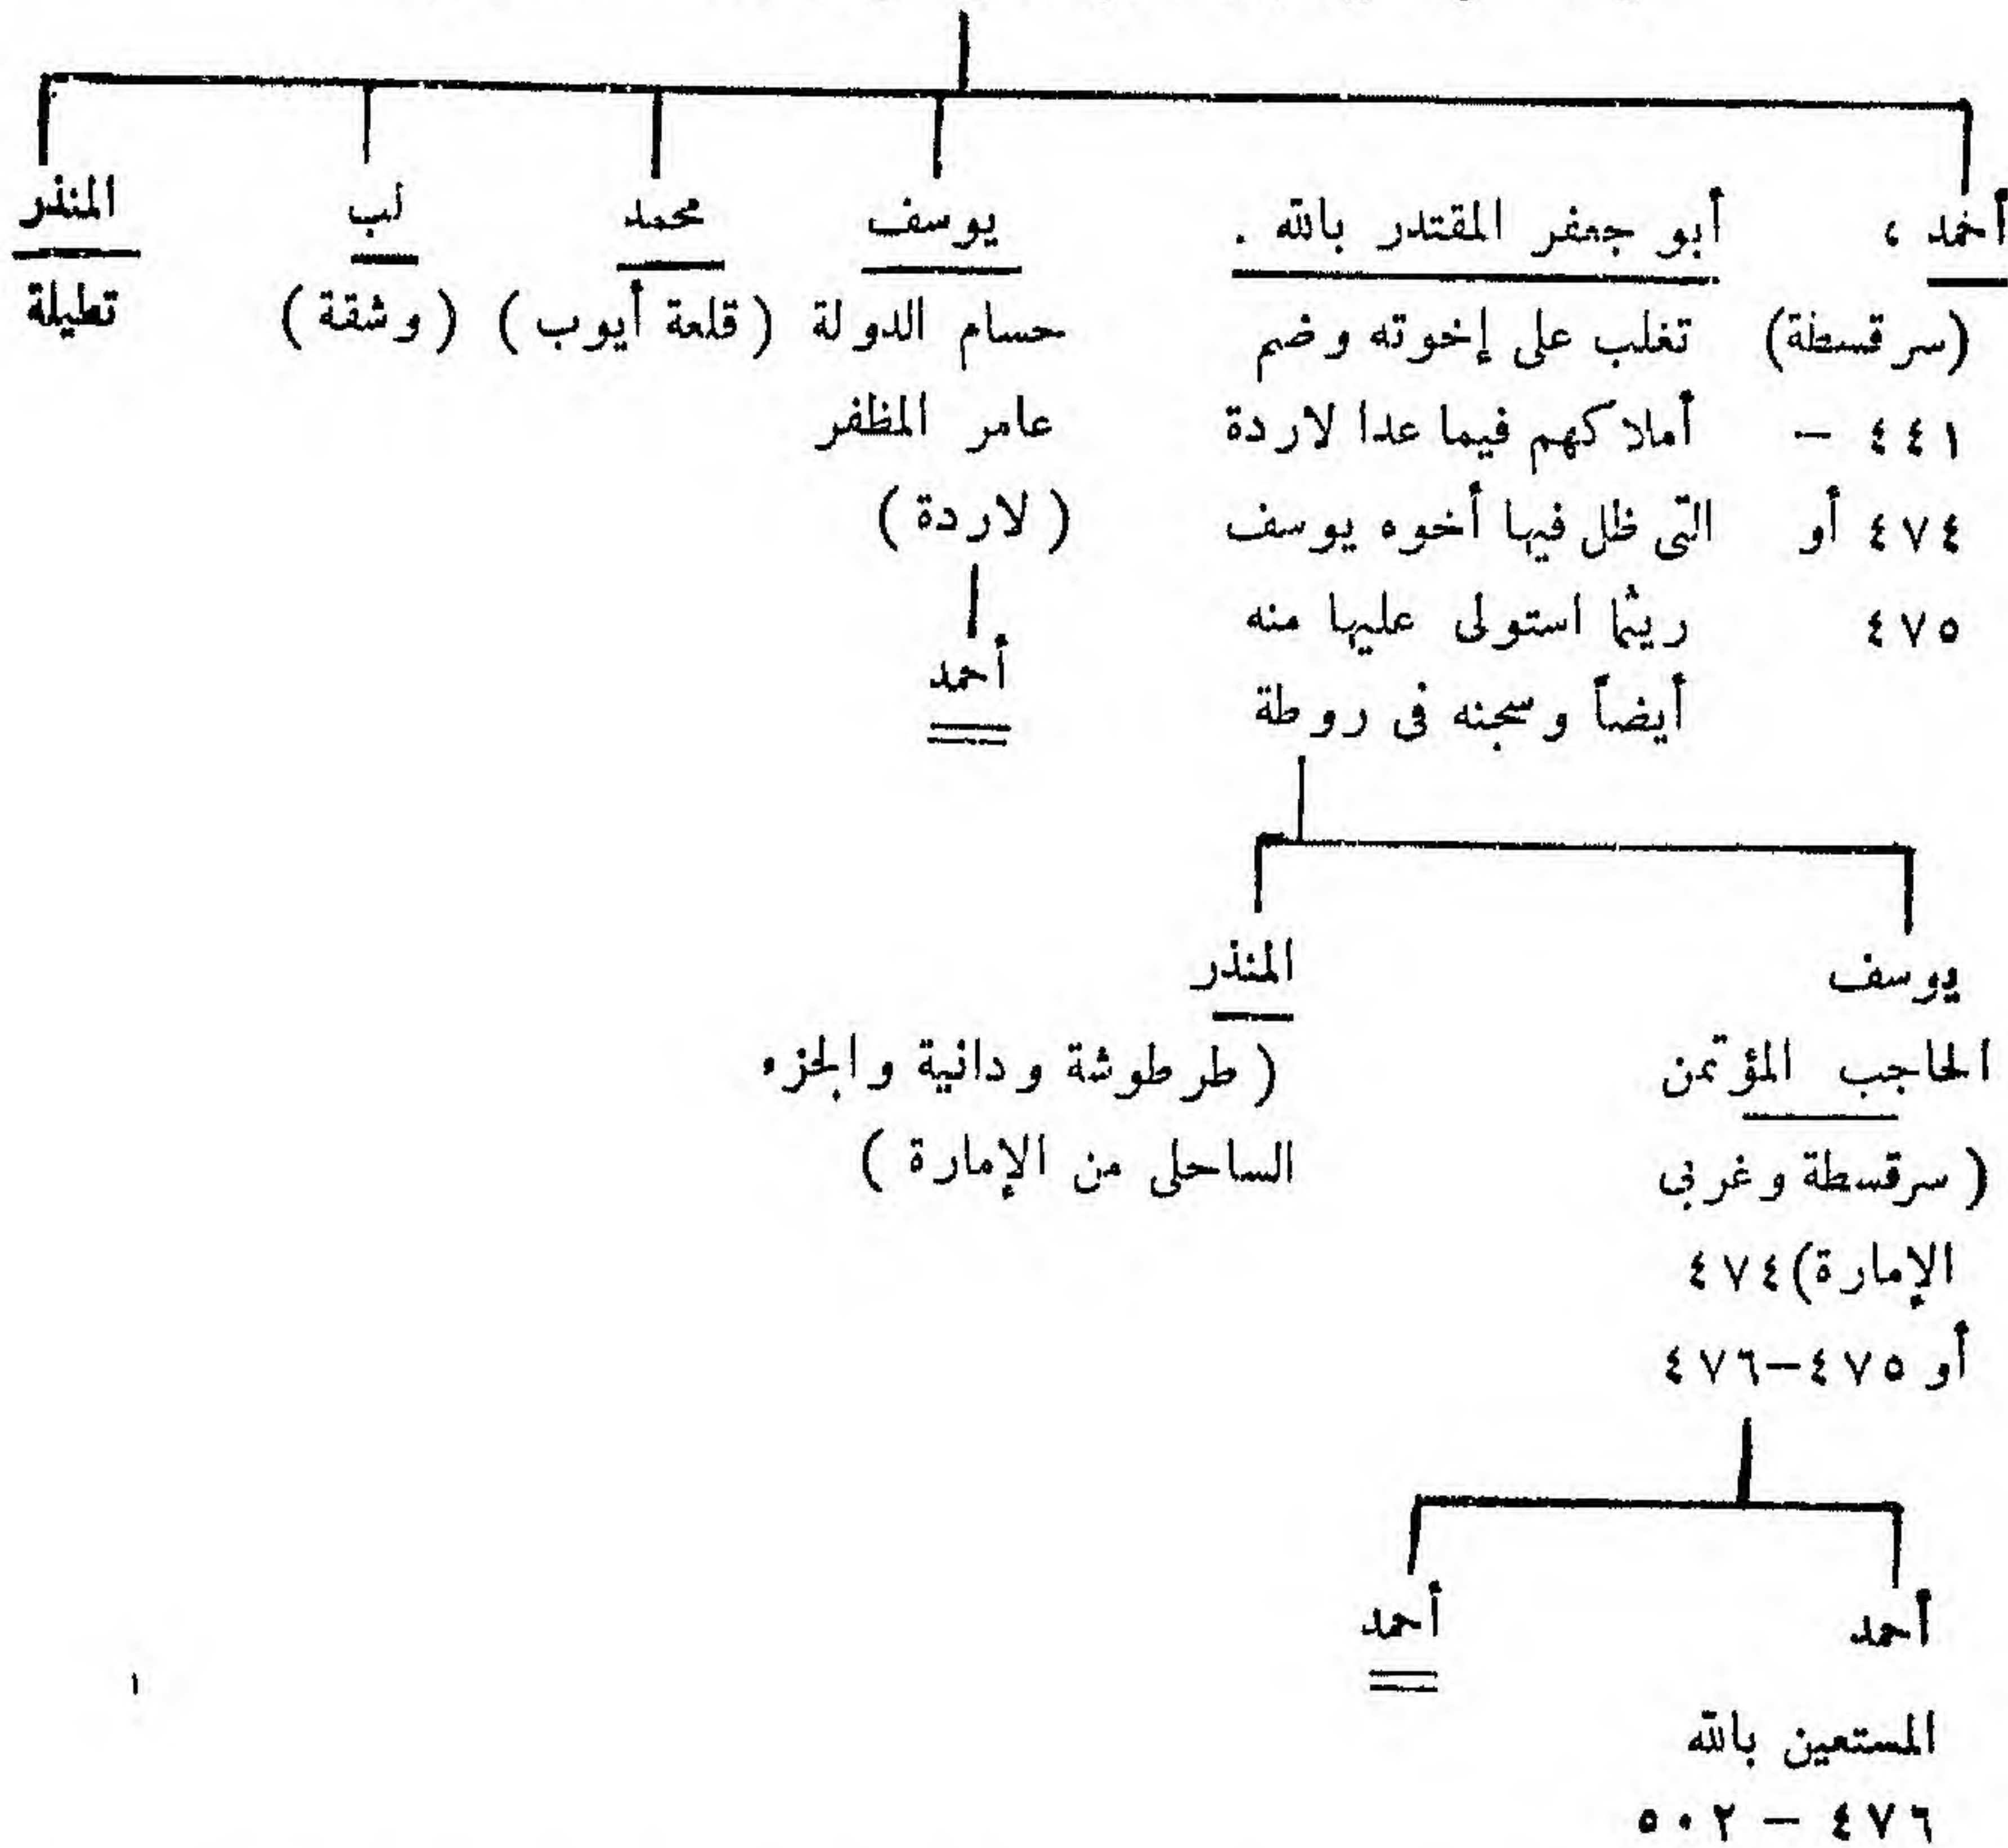 أحمد ، أبو جعفر المقتدر بالله . يوسف محمد لب المنذر
(سرقسطة) تغلب على إخوته وضم حسام الدولة (قلعة أيوب) (وشقة) تطيلة
٤٤١ – أملاكهم فيما عدا لاردة عامر المظفر
٤٧٤ أو التى ظل فيها أخوه يوسف (لاردة)
٤٧٥ ريثما استولى عليها منه
أيضاً وسجنه فى روطة أحمد
يوسف المنذر
الحاجب المؤتمن (طرطوشة ودانية والجزء
(سرقسطة وغربى الساحلى من الإمارة)
الإمارة) ٤٧٤
أو ٤٧٥–٤٧٦
أحمد أحمد
المستعين بالله
٤٧٦ – ٥٠٢
١